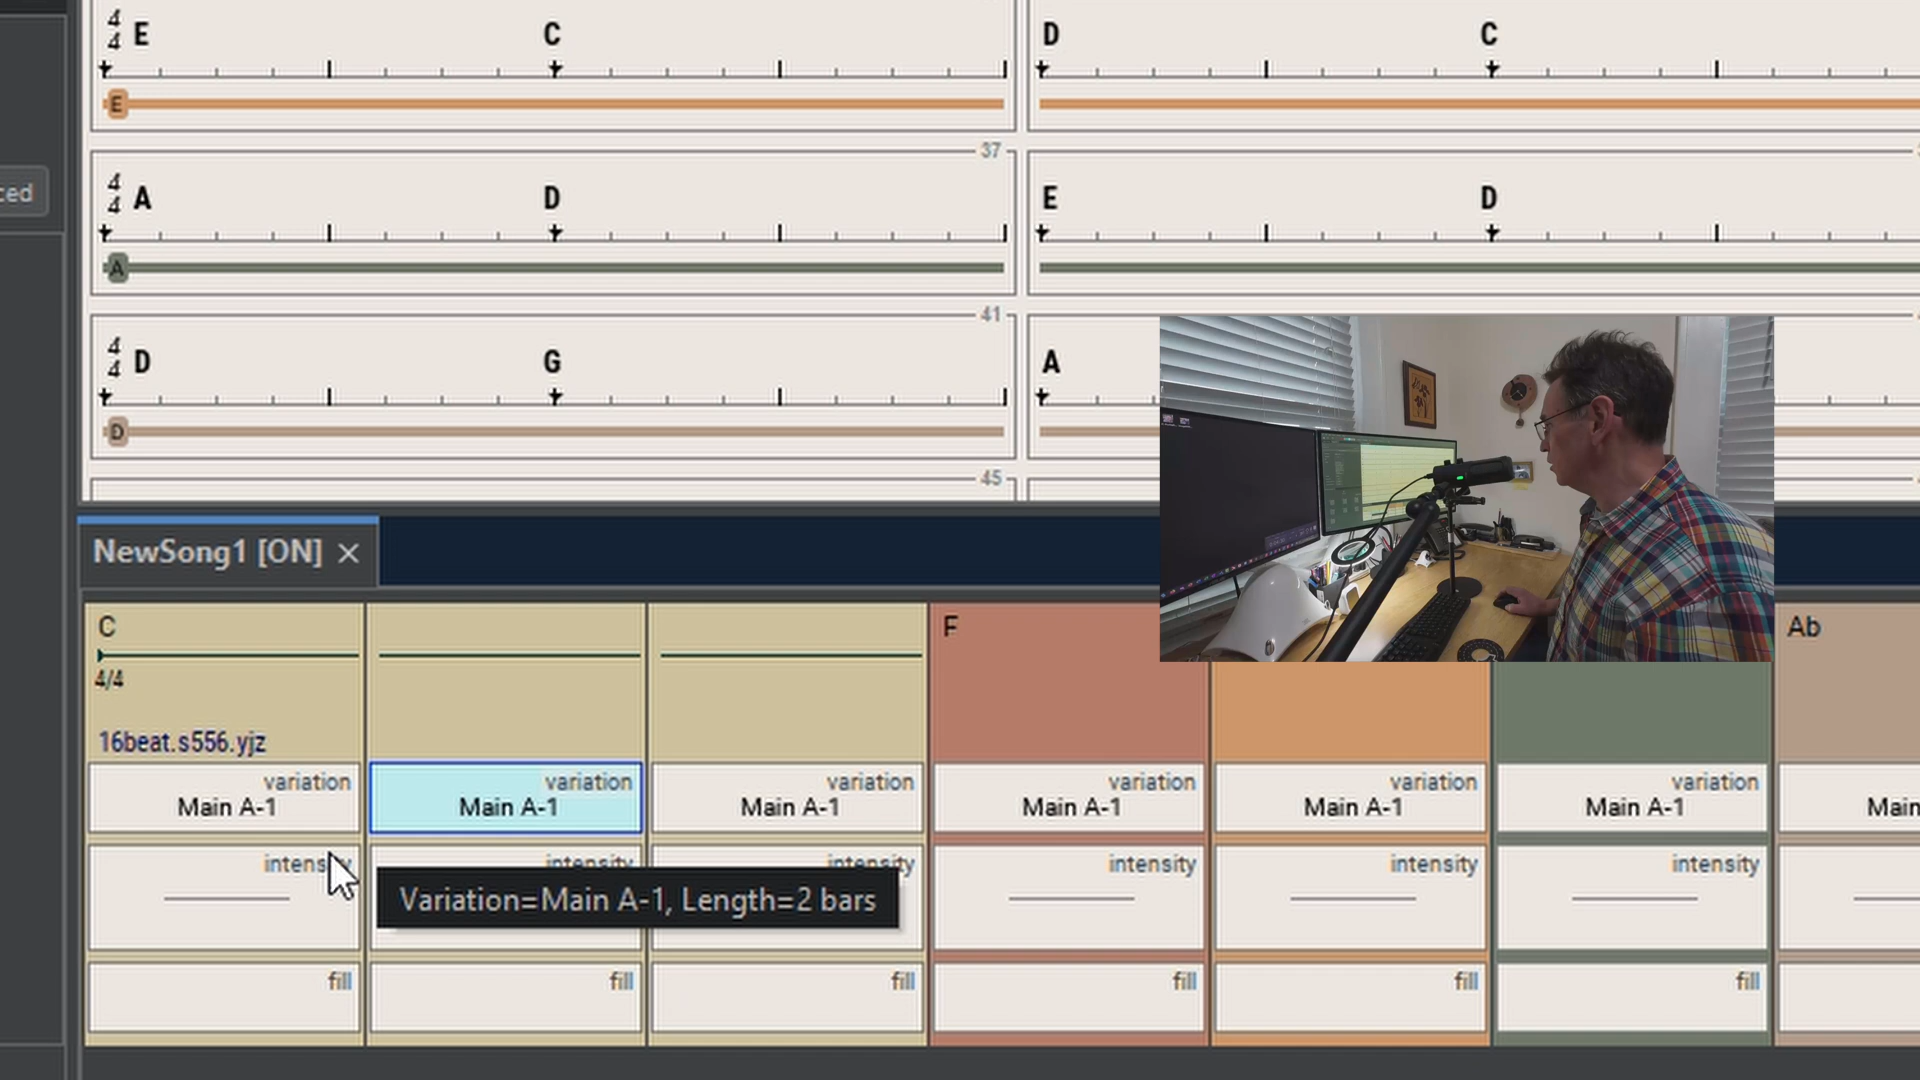 4
4 E C D C
E
37
4
4 A D E D
A
41
4
4 D G A
D
45
ced
NewSong1 [ON] ×
C F Ab
4/4
16beat.s556.yjz
variation variation variation variation variation variation
Main A-1 Main A-1 Main A-1 Main A-1 Main A-1 Main A-1 Main
intensity intensity intensity intensity intensity intensity
Variation=Main A-1, Length=2 bars
fill fill fill fill fill fill